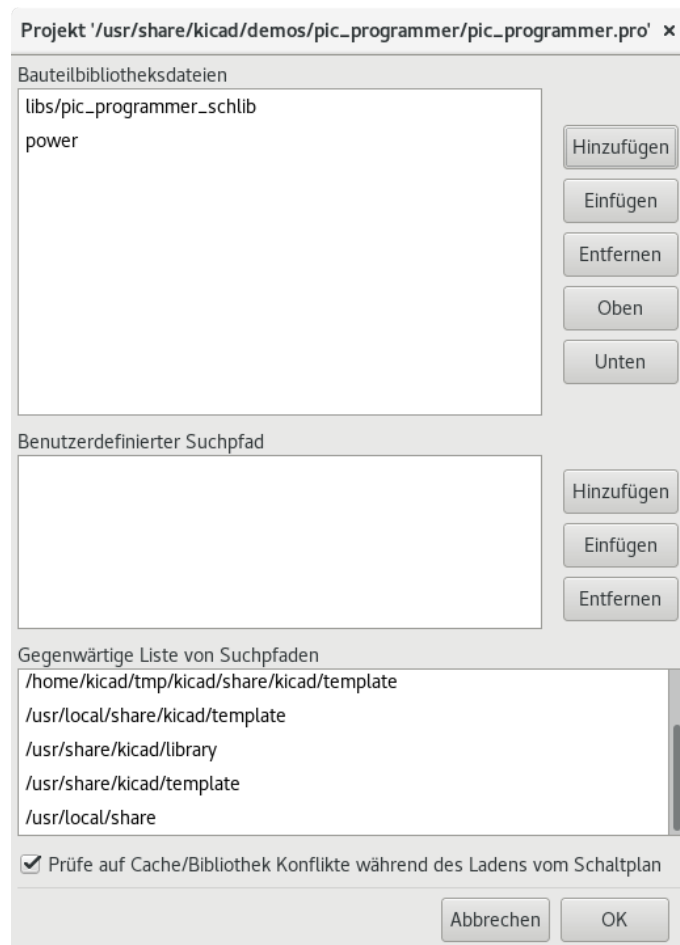 Projekt '/usr/share/kicad/demos/pic_programmer/pic_programmer.pro' ×
Bauteilbibliotheksdateien
libs/pic_programmer_schlib
power
Hinzufügen
Einfügen
Entfernen
Oben
Unten
Benutzerdefinierter Suchpfad
Hinzufügen
Einfügen
Entfernen
Gegenwärtige Liste von Suchpfaden
/home/kicad/tmp/kicad/share/kicad/template
/usr/local/share/kicad/template
/usr/share/kicad/library
/usr/share/kicad/template
/usr/local/share
Prüfe auf Cache/Bibliothek Konflikte während des Ladens vom Schaltplan
Abbrechen OK